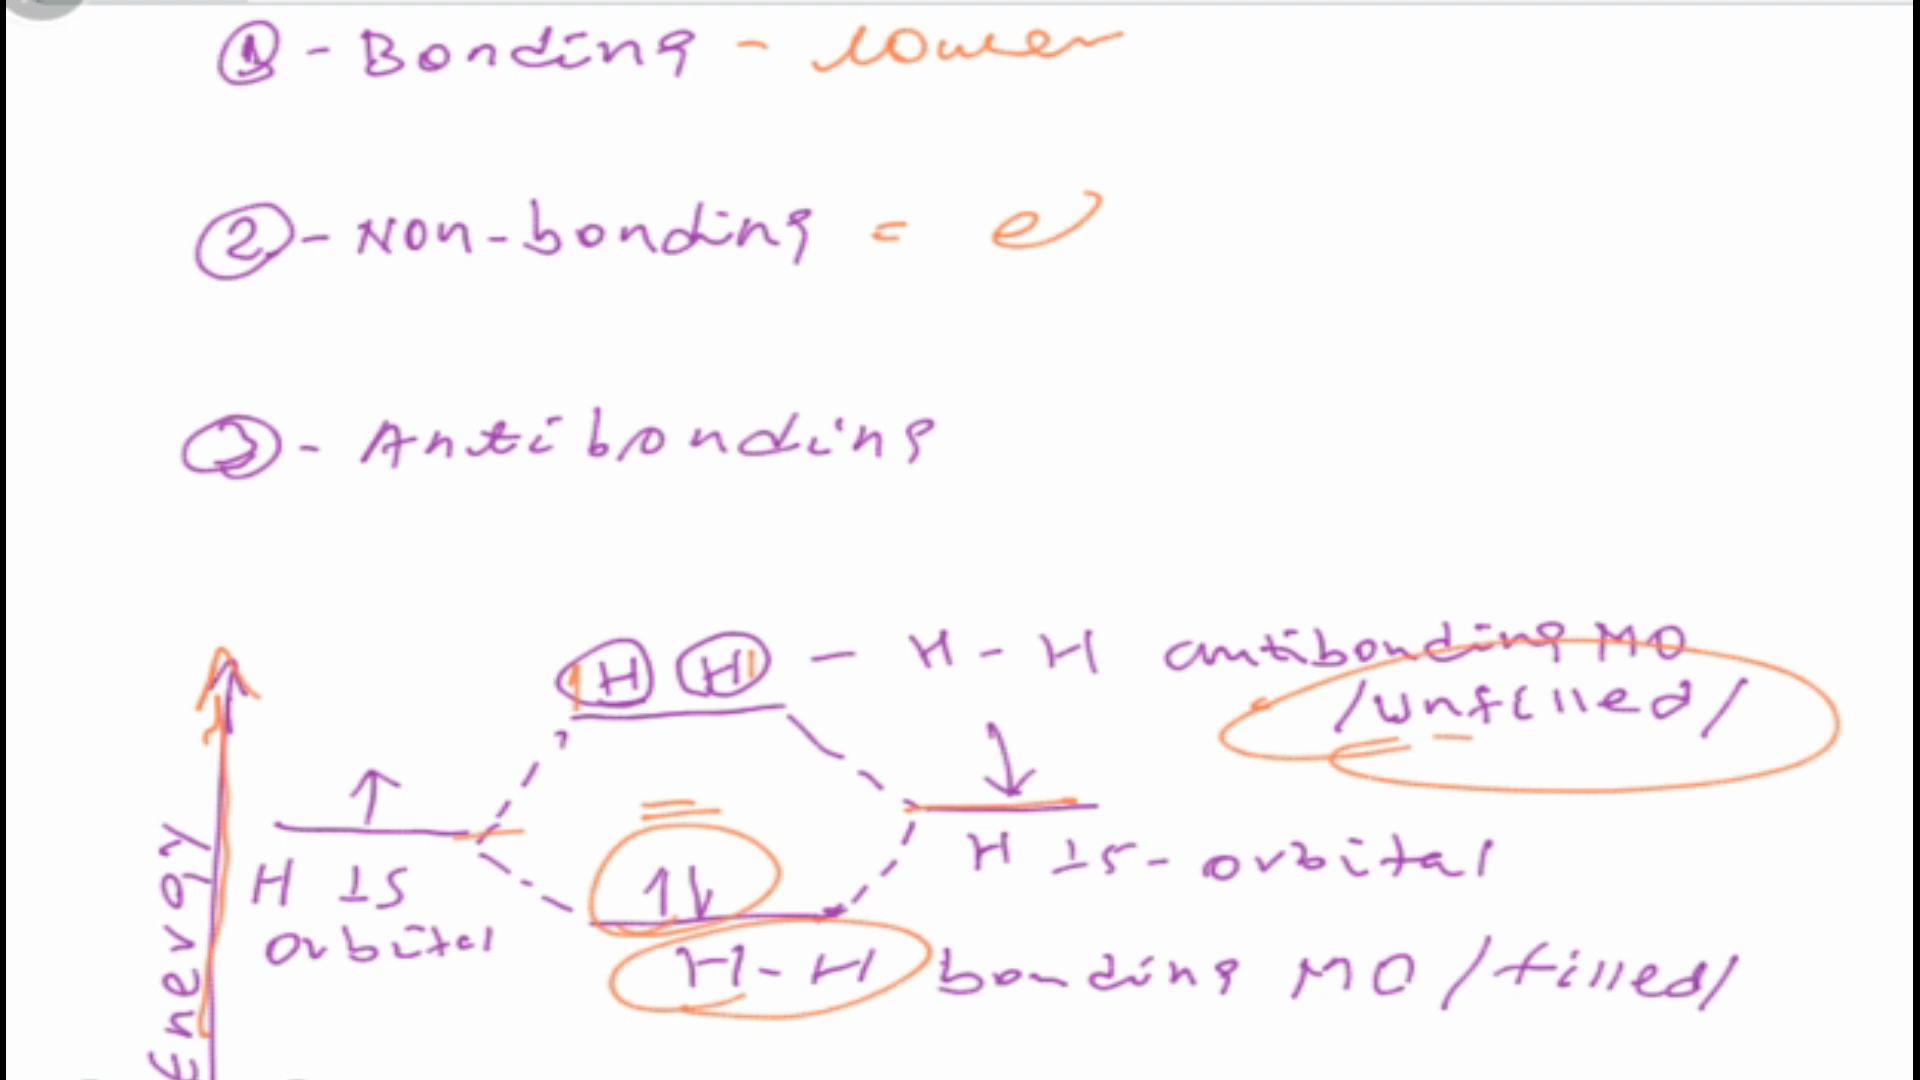 ① - Bonding - lower
② - Non-bonding = e
③ - Antibonding
H H - H - H antibonding MO
/unfilled/
H 1s orbital
H 1s - orbital
H - H bonding MO /filled/
Energy